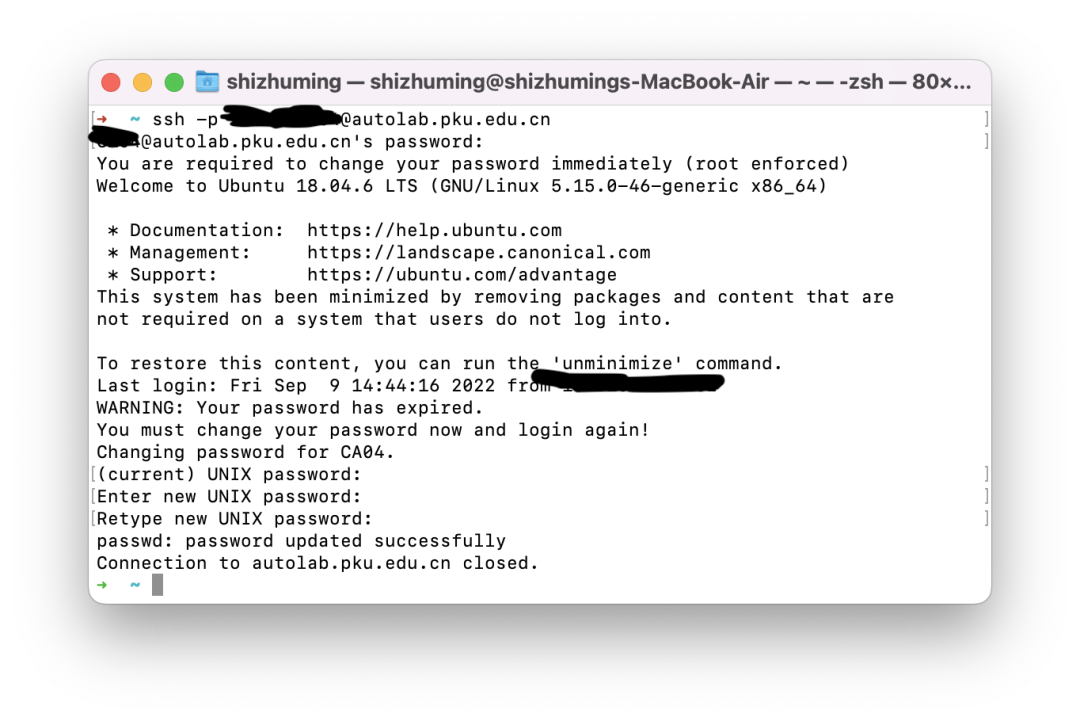 shizhuming — shizhuming@shizhumings-MacBook-Air — ~ — -zsh — 80×...
[➜ ~ ssh -p @autolab.pku.edu.cn ]
[ @autolab.pku.edu.cn's password: ]
You are required to change your password immediately (root enforced)
Welcome to Ubuntu 18.04.6 LTS (GNU/Linux 5.15.0-46-generic x86_64)
* Documentation: https://help.ubuntu.com
* Management: https://landscape.canonical.com
* Support: https://ubuntu.com/advantage
This system has been minimized by removing packages and content that are
not required on a system that users do not log into.
To restore this content, you can run the 'unminimize' command.
Last login: Fri Sep 9 14:44:16 2022 from
WARNING: Your password has expired.
You must change your password now and login again!
Changing password for CA04.
[(current) UNIX password: ]
[Enter new UNIX password: ]
[Retype new UNIX password: ]
passwd: password updated successfully
Connection to autolab.pku.edu.cn closed.
➜ ~